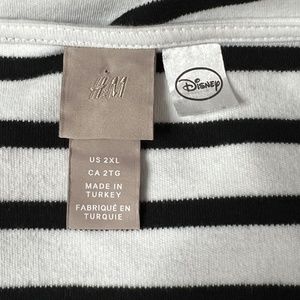 H&M
Disney
US 2XL
CA 2TG
MADE IN
TURKEY
FABRIQUÉ EN
TURQUIE